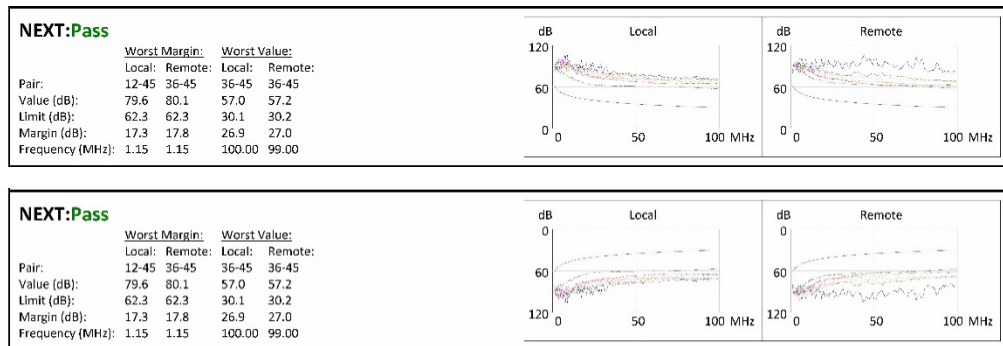 NEXT:Pass
Worst Margin: Worst Value:
Local: Remote: Local: Remote:
Pair: 12-45 36-45 36-45 36-45
Value (dB): 79.6 80.1 57.0 57.2
Limit (dB): 62.3 62.3 30.1 30.2
Margin (dB): 17.3 17.8 26.9 27.0
Frequency (MHz): 1.15 1.15 100.00 99.00
dB Local
120
60
0
0 50 100 MHz
dB Remote
120
60
0
0 50 100 MHz
NEXT:Pass
Worst Margin: Worst Value:
Local: Remote: Local: Remote:
Pair: 12-45 36-45 36-45 36-45
Value (dB): 79.6 80.1 57.0 57.2
Limit (dB): 62.3 62.3 30.1 30.2
Margin (dB): 17.3 17.8 26.9 27.0
Frequency (MHz): 1.15 1.15 100.00 99.00
dB Local
0
60
120
0 50 100 MHz
dB Remote
0
60
120
0 50 100 MHz